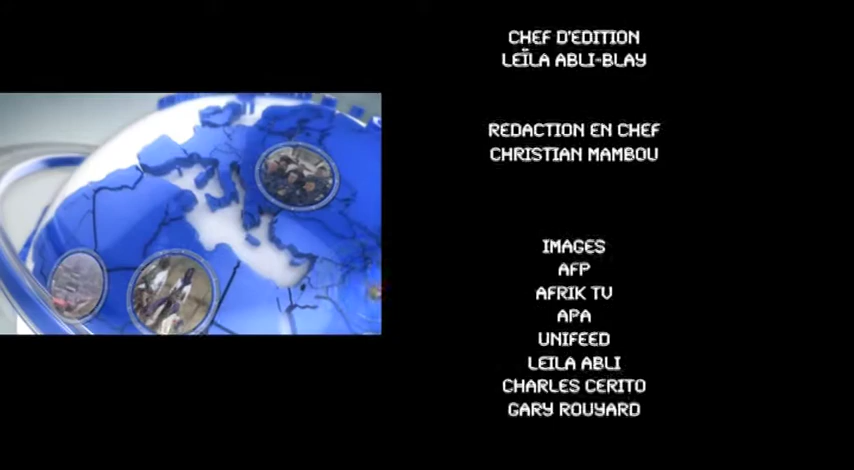 CHEF D'EDITION
LEÏLA ABLI-BLAY
REDACTION EN CHEF
CHRISTIAN MAMBOU
IMAGES
AFP
AFRIK TV
APA
UNIFEED
LEILA ABLI
CHARLES CERITO
GARY ROUYARD